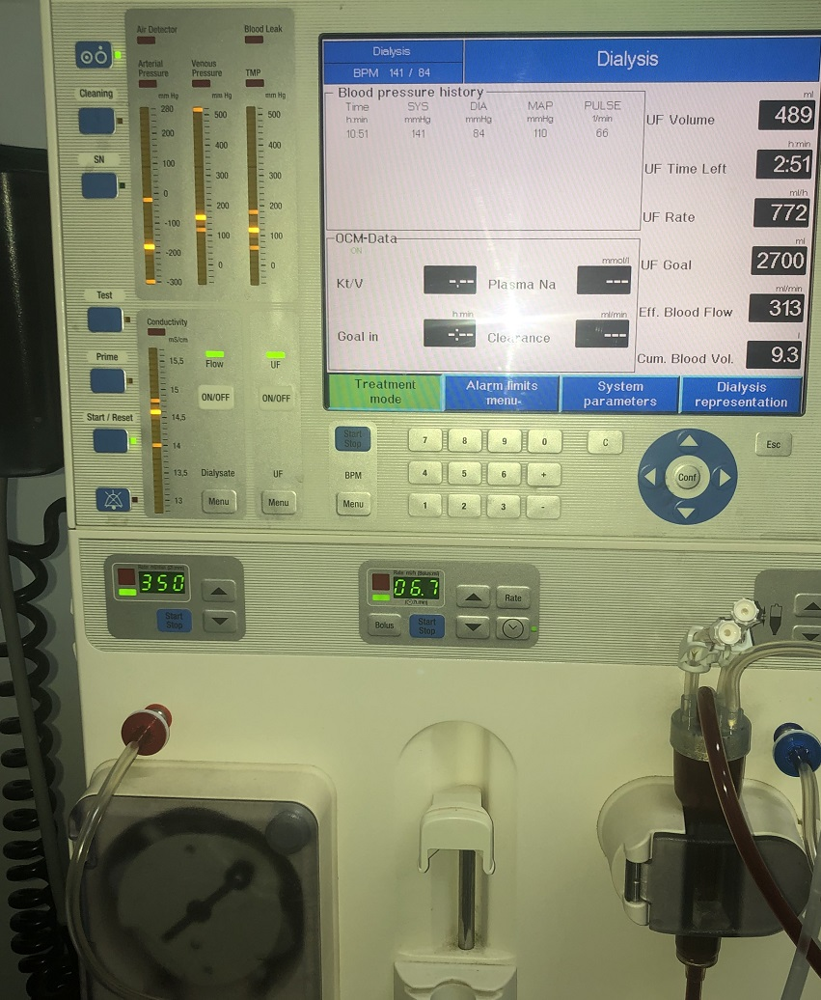 Air Detector
Blood Leak
Arterial
Pressure
Venous
Pressure
TMP
mm Hg
mm Hg
mm Hg
280
200
100
0
-100
-200
-300
500
400
300
200
100
0
500
400
300
200
100
0
Cleaning
SN
Test
Prime
Start / Reset
Conductivity
mS/cm
15,5
15
14,5
14
13,5
13
Flow
UF
ON/OFF
ON/OFF
Dialysate
UF
Menu
Menu
Dialysis
BPM 141 / 84
Dialysis
Blood pressure history
Time SYS DIA MAP PULSE
h:min mmHg mmHg mmHg 1/min
10.51 141 84 110 66
OCM-Data
ON
Kt/V -.-- Plasma Na mmol/l ---
Goal in h:min -:-- Clearance ml/min ---
ml
UF Volume 489
h:min
UF Time Left 2:51
ml/h
UF Rate 772
ml
UF Goal 2700
ml/min
Eff. Blood Flow 313
l
Cum. Blood Vol. 9.3
Treatment
mode
Alarm limits
menu
System
parameters
Dialysis
representation
Start
Stop
BPM
Menu
7 8 9 0
4 5 6 +
1 2 3 -
C
Conf
Esc
350
Start
Stop
06.7
Rate
Bolus
Start
Stop